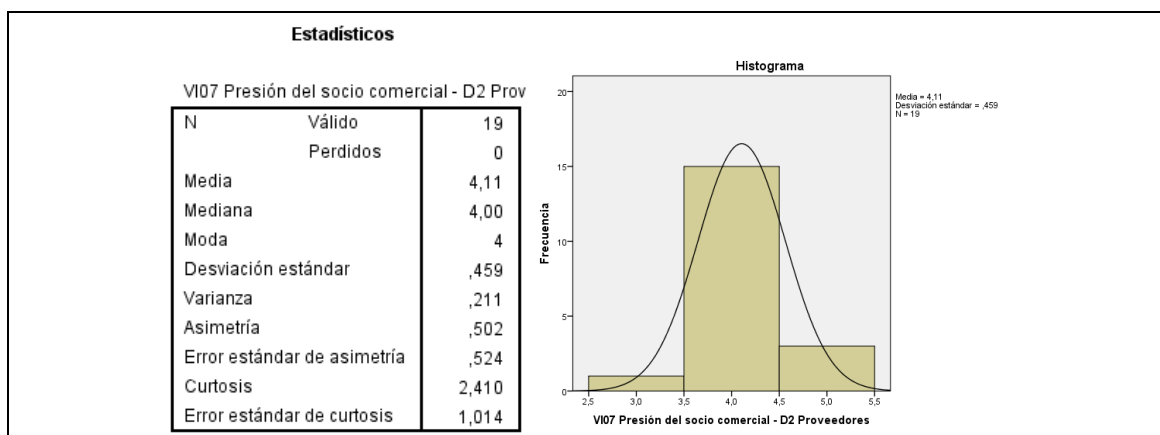 Estadísticos
VI07 Presión del socio comercial - D2 Prov
N Válido 19
Perdidos 0
Media 4,11
Mediana 4,00
Moda 4
Desviación estándar ,459
Varianza ,211
Asimetría ,502
Error estándar de asimetría ,524
Curtosis 2,410
Error estándar de curtosis 1,014
Histograma
Media = 4,11
Desviación estándar = ,459
N = 19
Frecuencia
20
15
10
5
0
2,5 3,0 3,5 4,0 4,5 5,0 5,5
VI07 Presión del socio comercial - D2 Proveedores